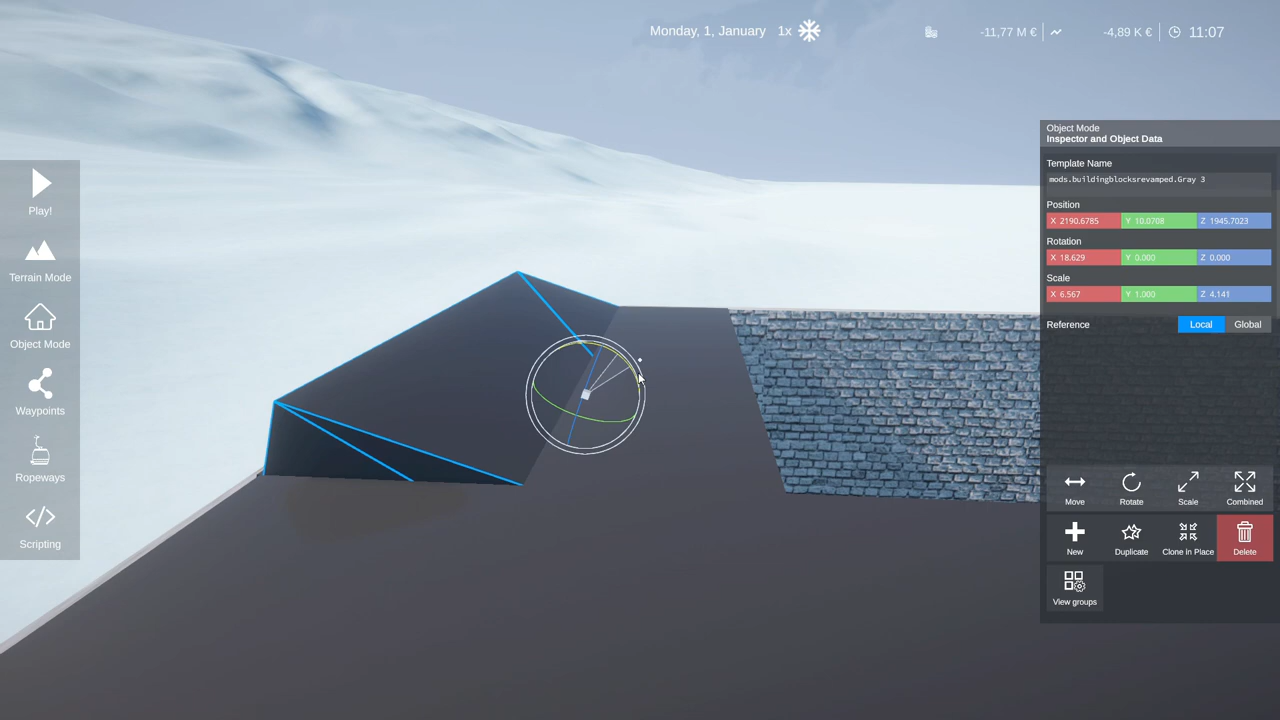 Monday, 1, January 1x
-11,77 M € -4,89 K € 11:07
Play!
Terrain Mode
Object Mode
Waypoints
Ropeways
Scripting
Object Mode
Inspector and Object Data
Template Name
mods.buildingblocksrevamped.Gray 3
Position
X 2190.6785 Y 10.0708 Z 1945.7023
Rotation
X 18.629 Y 0.000 Z 0.000
Scale
X 6.567 Y 1.000 Z 4.141
Reference Local Global
Move Rotate Scale Combined
New Duplicate Clone in Place Delete
View groups